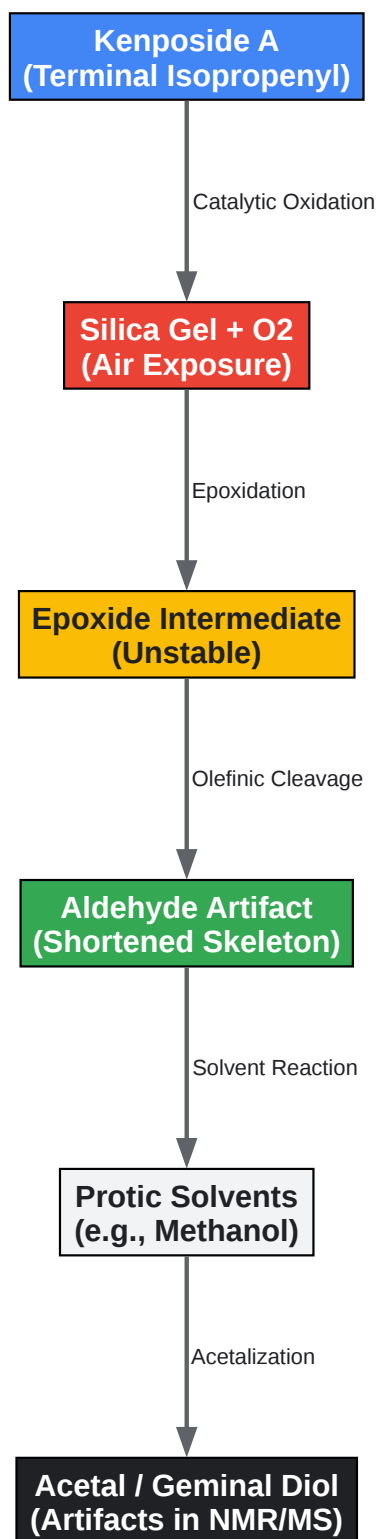 Kenposide A
(Terminal Isopropenyl)
Catalytic Oxidation
Silica Gel + O2
(Air Exposure)
Epoxidation
Epoxide Intermediate
(Unstable)
Olefinic Cleavage
Aldehyde Artifact
(Shortened Skeleton)
Solvent Reaction
Protic Solvents
(e.g., Methanol)
Acetalization
Acetal / Geminal Diol
(Artifacts in NMR/MS)